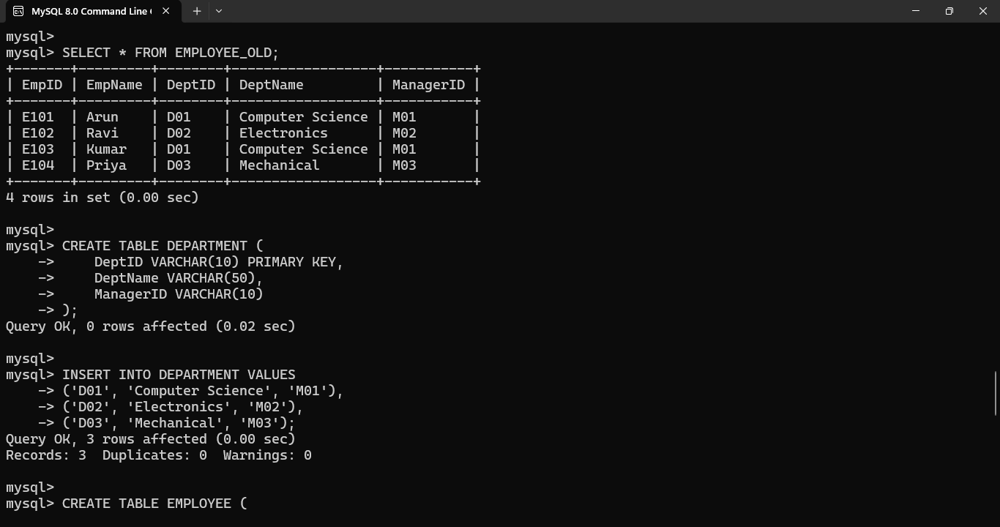 MySQL 8.0 Command Line
mysql>
mysql> SELECT * FROM EMPLOYEE_OLD;
+-------+---------+--------+------------------+-----------+
| EmpID | EmpName | DeptID | DeptName         | ManagerID |
+-------+---------+--------+------------------+-----------+
| E101  | Arun    | D01    | Computer Science | M01       |
| E102  | Ravi    | D02    | Electronics      | M02       |
| E103  | Kumar   | D01    | Computer Science | M01       |
| E104  | Priya   | D03    | Mechanical       | M03       |
+-------+---------+--------+------------------+-----------+
4 rows in set (0.00 sec)
mysql>
mysql> CREATE TABLE DEPARTMENT (
    ->     DeptID VARCHAR(10) PRIMARY KEY,
    ->     DeptName VARCHAR(50),
    ->     ManagerID VARCHAR(10)
    -> );
Query OK, 0 rows affected (0.02 sec)
mysql>
mysql> INSERT INTO DEPARTMENT VALUES
    -> ('D01', 'Computer Science', 'M01'),
    -> ('D02', 'Electronics', 'M02'),
    -> ('D03', 'Mechanical', 'M03');
Query OK, 3 rows affected (0.00 sec)
Records: 3  Duplicates: 0  Warnings: 0
mysql>
mysql> CREATE TABLE EMPLOYEE (